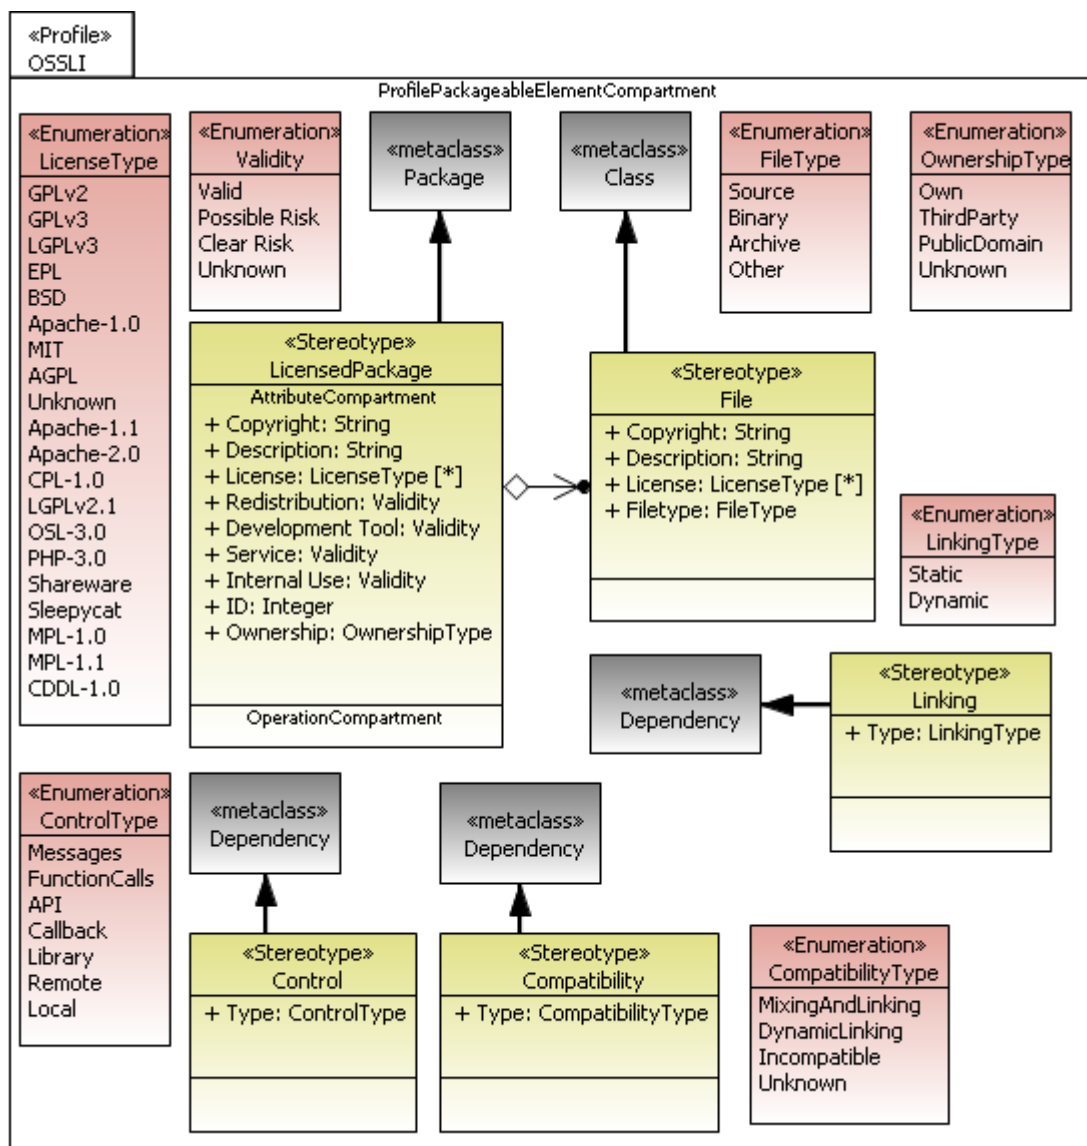 «Profile»
OSSLI
ProfilePackageableElementCompartment
«Enumeration»
LicenseType
GPLv2
GPLv3
LGPLv3
EPL
BSD
Apache-1.0
MIT
AGPL
Unknown
Apache-1.1
Apache-2.0
CPL-1.0
LGPLv2.1
OSL-3.0
PHP-3.0
Shareware
Sleepycat
MPL-1.0
MPL-1.1
CDDL-1.0
«Enumeration»
Validity
Valid
Possible Risk
Clear Risk
Unknown
«metaclass»
Package
«metaclass»
Class
«Enumeration»
FileType
Source
Binary
Archive
Other
«Enumeration»
OwnershipType
Own
ThirdParty
PublicDomain
Unknown
«Stereotype»
LicensedPackage
AttributeCompartment
+ Copyright: String
+ Description: String
+ License: LicenseType [*]
+ Redistribution: Validity
+ Development Tool: Validity
+ Service: Validity
+ Internal Use: Validity
+ ID: Integer
+ Ownership: OwnershipType
OperationCompartment
«Stereotype»
File
+ Copyright: String
+ Description: String
+ License: LicenseType [*]
+ Filetype: FileType
«Enumeration»
LinkingType
Static
Dynamic
«metaclass»
Dependency
«Stereotype»
Linking
+ Type: LinkingType
«Enumeration»
ControlType
Messages
FunctionCalls
API
Callback
Library
Remote
Local
«metaclass»
Dependency
«metaclass»
Dependency
«Stereotype»
Control
+ Type: ControlType
«Stereotype»
Compatibility
+ Type: CompatibilityType
«Enumeration»
CompatibilityType
MixingAndLinking
DynamicLinking
Incompatible
Unknown